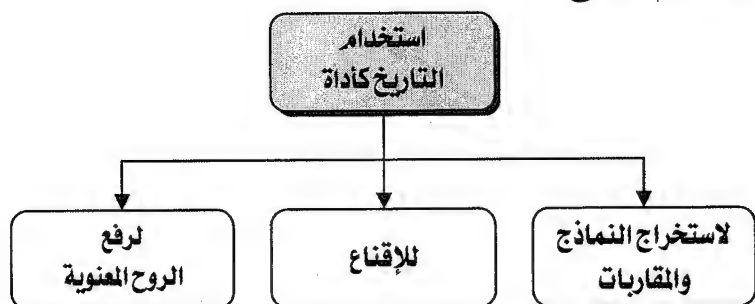 استخدام
التاريخ كأداة
لاستخراج النماذج
والمقاربات
للإقناع
لرفع
الروح المعنوية